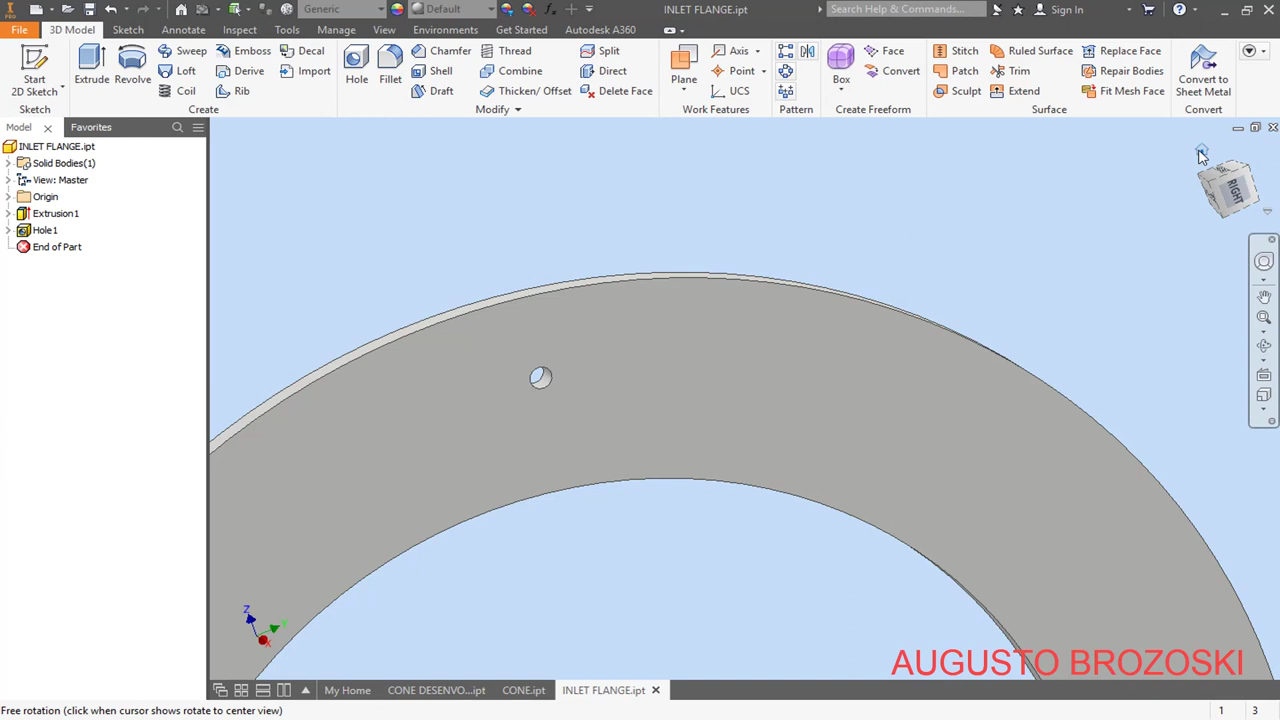 PRO
Generic
Default
INLET FLANGE.ipt
Search Help & Commands...
Sign In
File
3D Model
Sketch
Annotate
Inspect
Tools
Manage
View
Environments
Get Started
Autodesk A360
Start
2D Sketch
Extrude
Revolve
Sweep
Emboss
Decal
Loft
Derive
Import
Coil
Rib
Hole
Fillet
Chamfer
Thread
Split
Shell
Combine
Direct
Draft
Thicken/ Offset
Delete Face
Plane
Axis
Point
UCS
Box
Face
Convert
Stitch
Ruled Surface
Replace Face
Patch
Trim
Repair Bodies
Sculpt
Extend
Fit Mesh Face
Convert to
Sheet Metal
Sketch
Create
Modify
Work Features
Pattern
Create Freeform
Surface
Convert
Model
Favorites
INLET FLANGE.ipt
Solid Bodies(1)
View: Master
Origin
Extrusion1
Hole1
End of Part
RIGHT
Z
Y
X
AUGUSTO BROZOSKI
My Home
CONE DESENVO...ipt
CONE.ipt
INLET FLANGE.ipt
Free rotation (click when cursor shows rotate to center view)
1
3